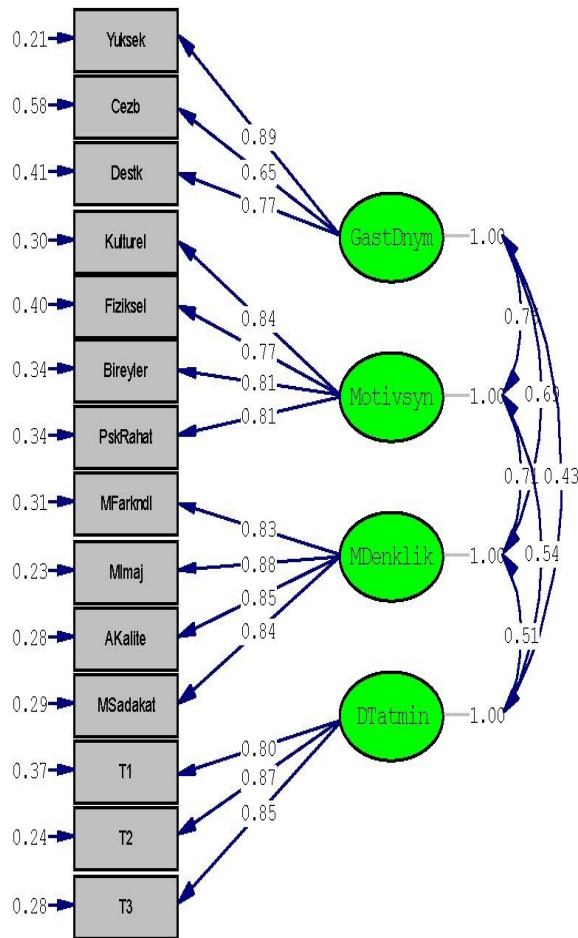 0.21 Yuksek
0.58 Cezb
0.41 Destk
0.30 Kulturel
0.40 Fiziksel
0.34 Bireyler
0.34 PskRahat
0.31 MFarkndl
0.23 MImaj
0.28 AKalite
0.29 MSadakat
0.37 T1
0.24 T2
0.28 T3
0.89
0.65
0.77
0.84
0.77
0.81
0.81
0.83
0.88
0.85
0.84
0.80
0.87
0.85
GastDnym 1.00
Motivsyn 1.00
MDenklik 1.00
DTatmin 1.00
0.69
0.71
0.43
0.54
0.51